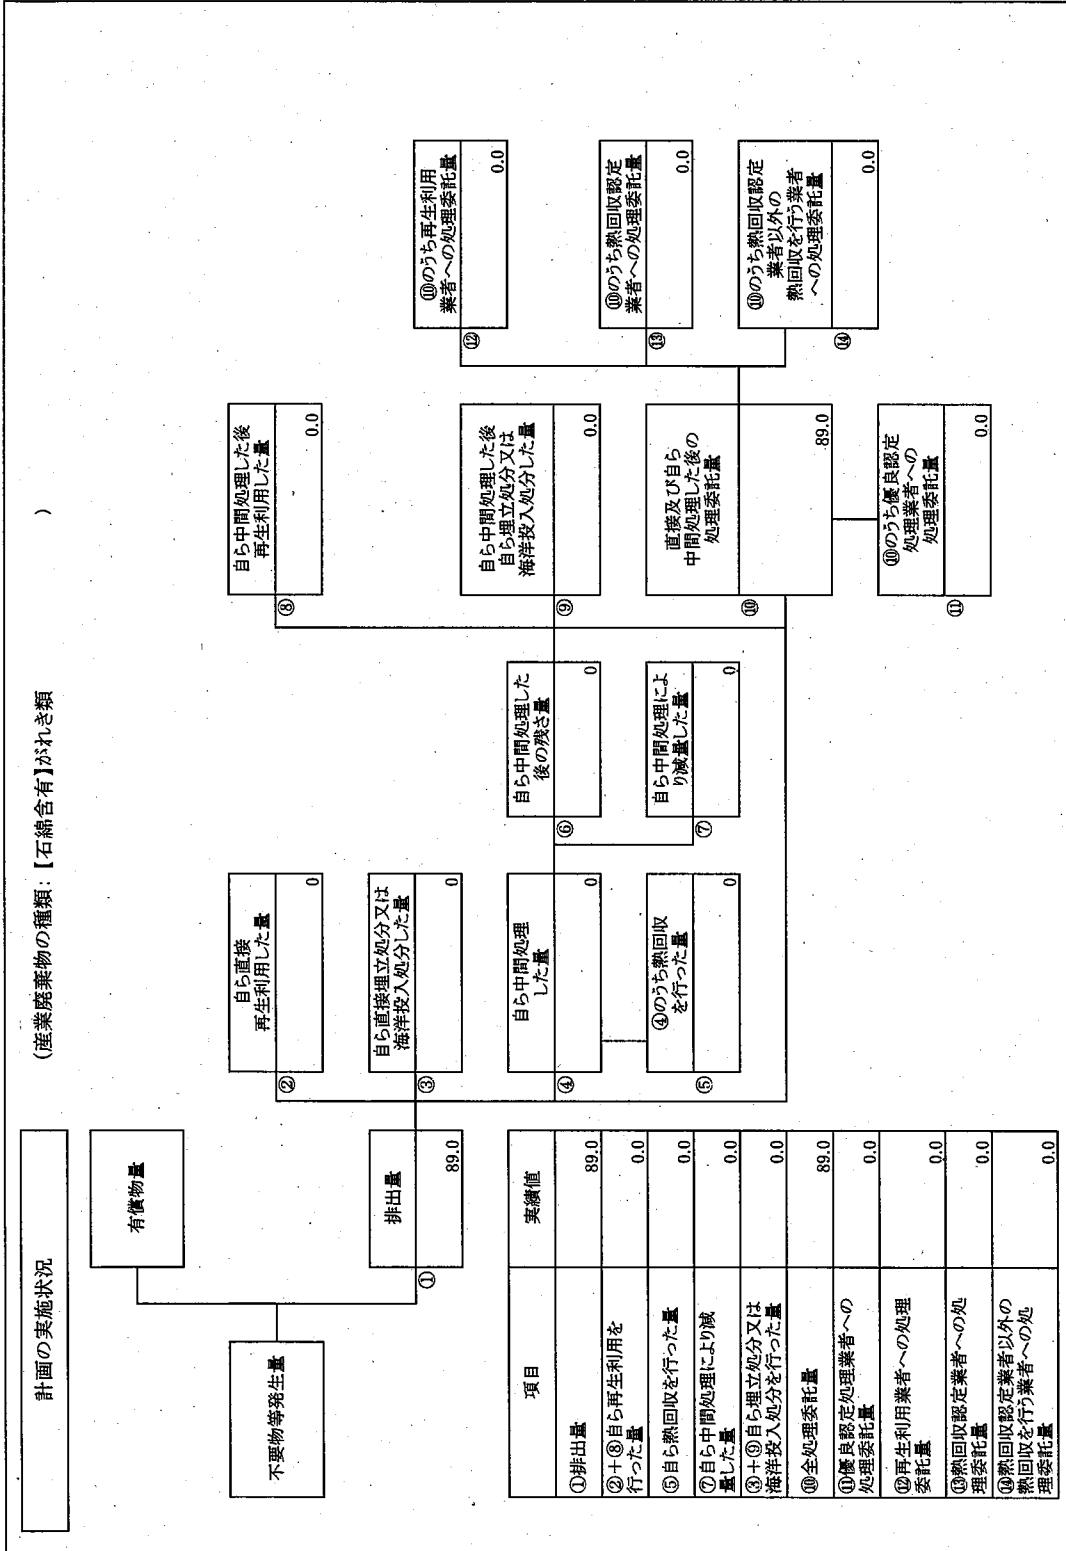 計画の実施状況
(産業廃棄物の種類:【石綿含有】がれき類
)
不要物等発生量
有償物量
①
排出量
89.0
②
自ら直接
再生利用した量
0
③
自ら直接埋立処分又は
海洋投入処分した量
0
④
自ら中間処理
した量
0
⑤
④のうち熱回収
を行った量
0
⑥
自ら中間処理した
後の残さ量
0
⑦
自ら中間処理によ
り減量した量
0
⑧
自ら中間処理した後
再生利用した量
0.0
⑨
自ら中間処理した後
自ら埋立処分又は
海洋投入処分した量
0.0
⑩
直接及び自ら
中間処理した後の
処理委託量
89.0
⑪
⑩のうち優良認定
処理業者への
処理委託量
0.0
⑫
⑩のうち再生利用
業者への処理委託量
0.0
⑬
⑩のうち熱回収認定
業者への処理委託量
0.0
⑭
⑩のうち熱回収認定
業者以外の
熱回収を行う業者
への処理委託量
0.0
項目
実績値
①排出量
89.0
②+⑧自ら再生利用を
行った量
0.0
⑤自ら熱回収を行った量
0.0
⑦自ら中間処理により減
量した量
0.0
③+⑨自ら埋立処分又は
海洋投入処分を行った量
0.0
⑩全処理委託量
89.0
⑪優良認定処理業者への
処理委託量
0.0
⑫再生利用業者への処理
委託量
0.0
⑬熱回収認定業者への処
理委託量
0.0
⑭熱回収認定業者以外の
熱回収を行う業者への処
理委託量
0.0